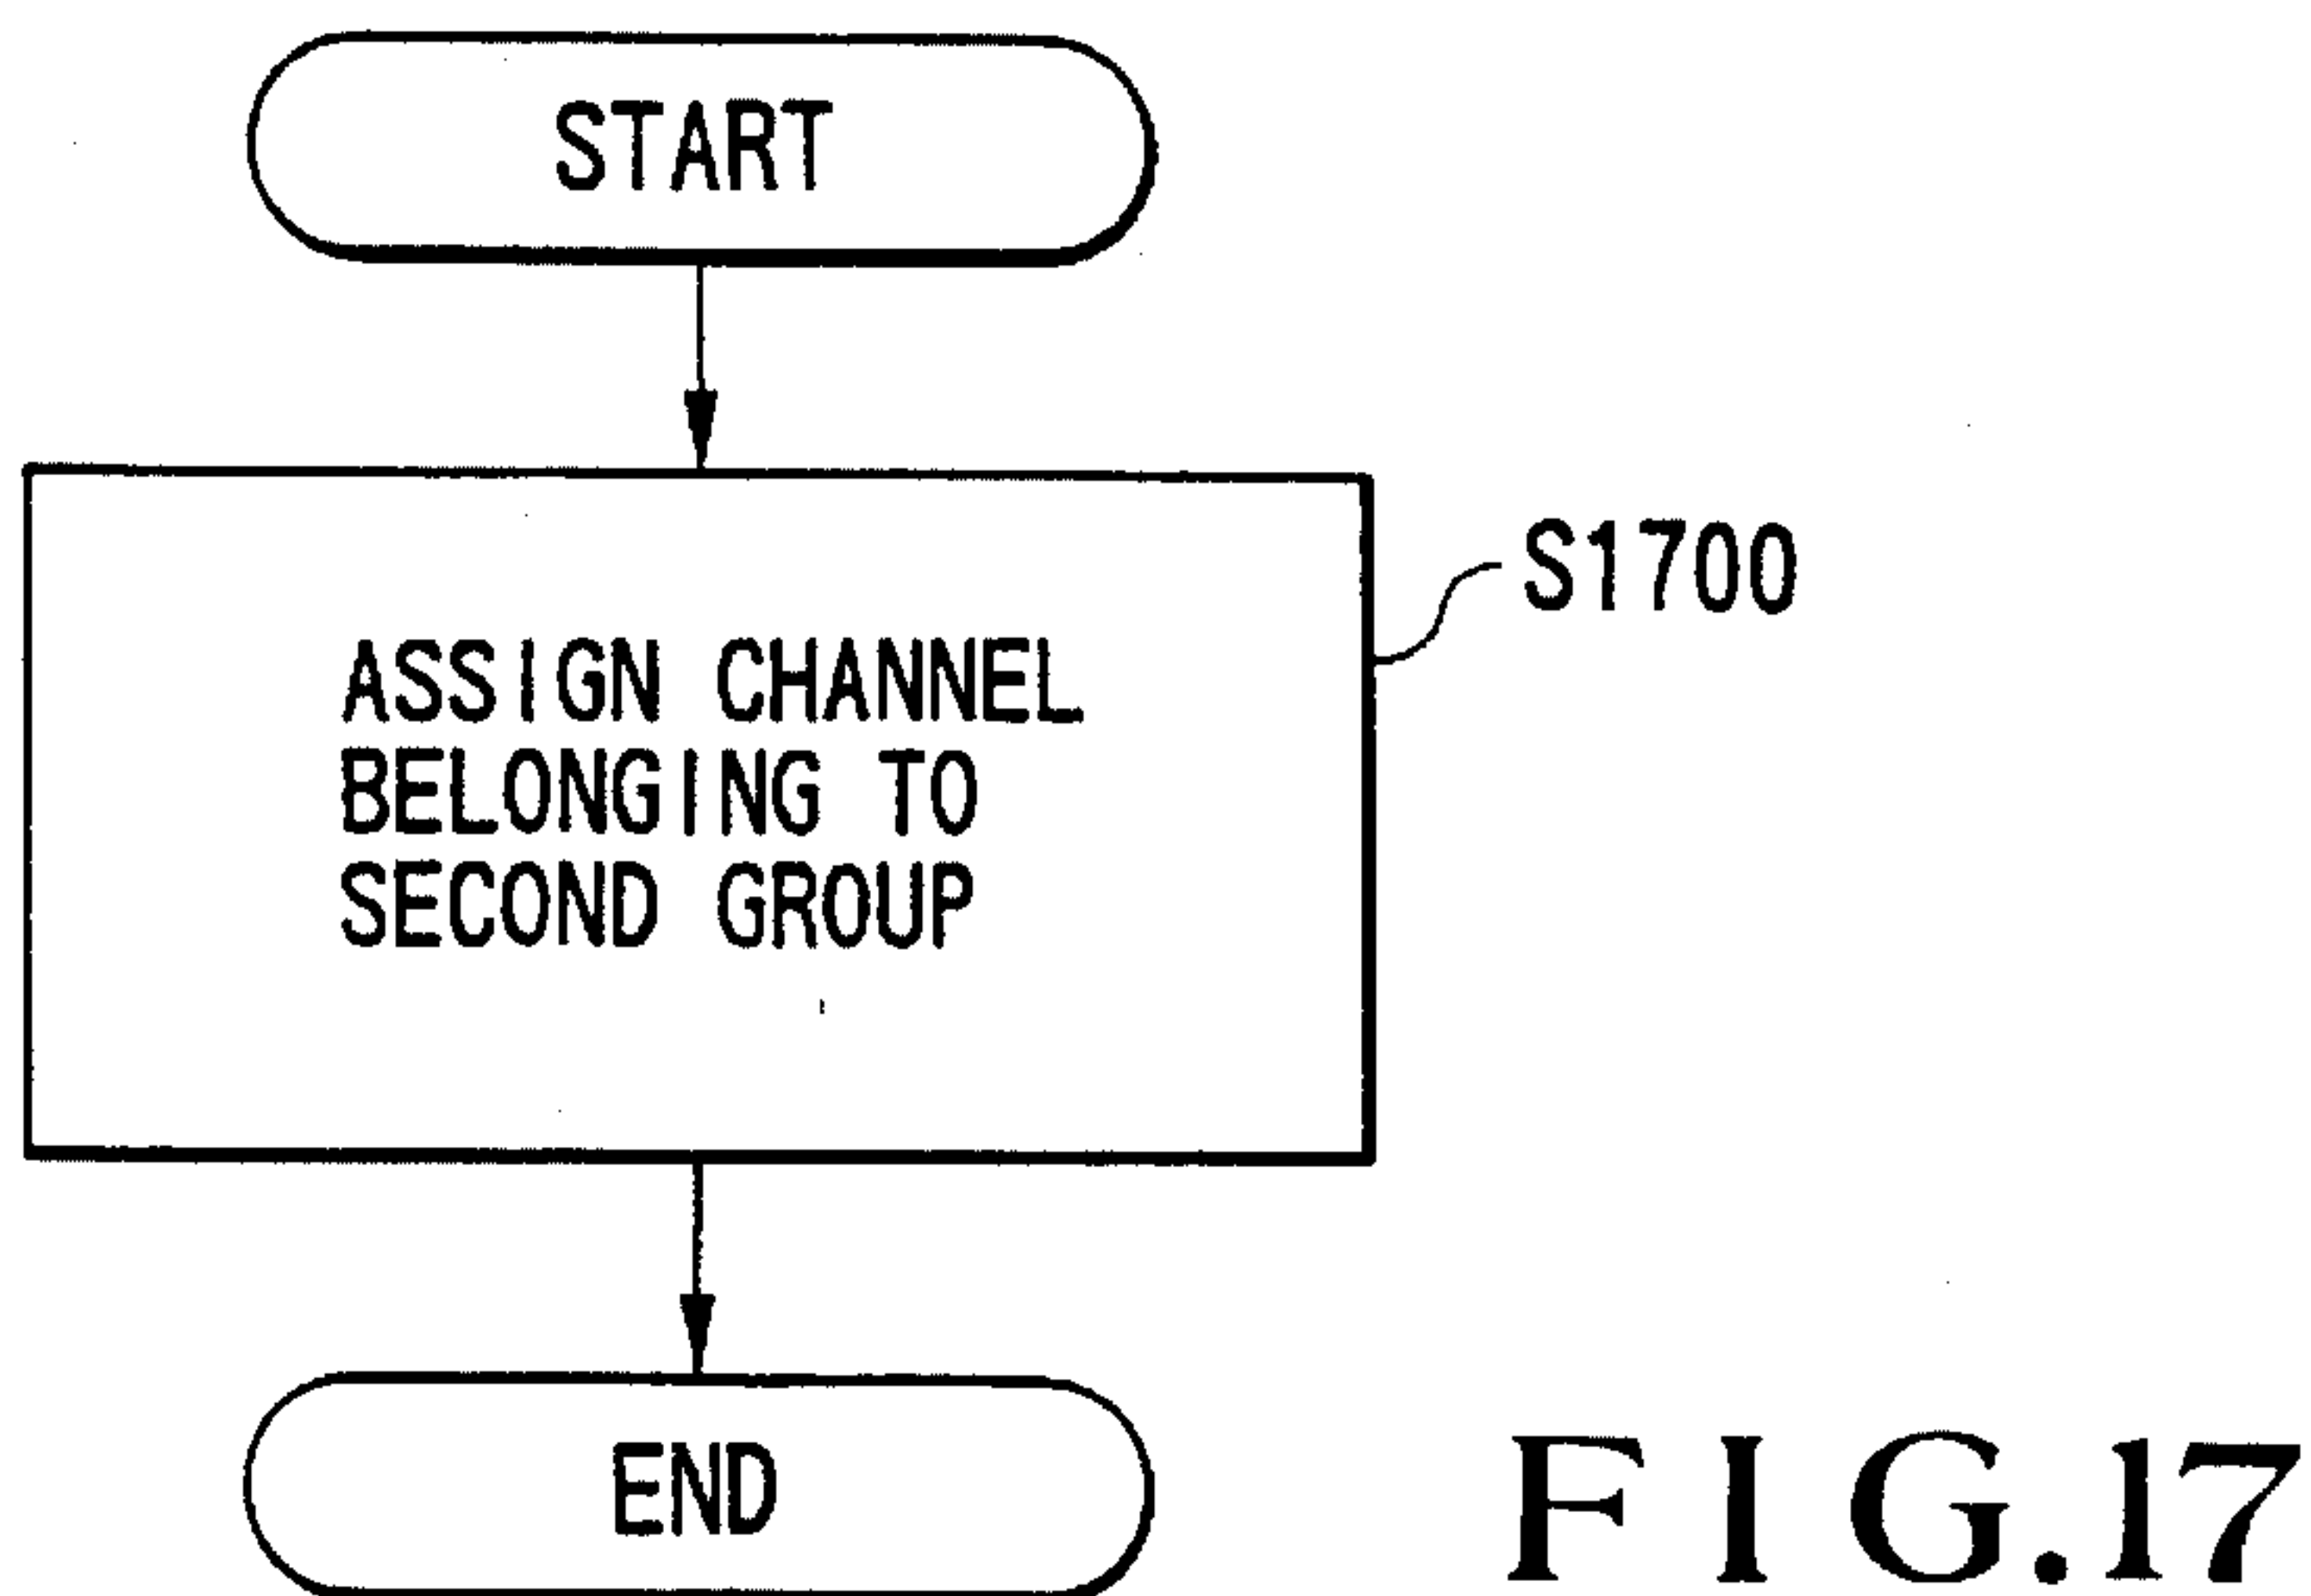 START
S1700
ASSIGN CHANNEL
BELONGING TO
SECOND GROUP
END
FIG.17